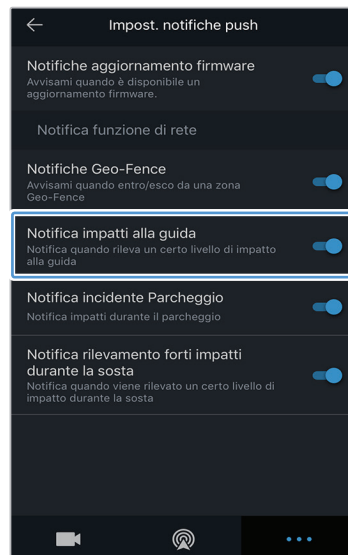 Impost. notifiche push
Notifiche aggiornamento firmware
Avvisami quando è disponibile un
aggiornamento firmware.
Notifica funzione di rete
Notifiche Geo-Fence
Avvisami quando entro/esco da una zona
Geo-Fence
Notifica impatti alla guida
Notifica quando rileva un certo livello di impatto
alla guida
Notifica incidente Parcheggio
Notifica impatti durante il parcheggio
Notifica rilevamento forti impatti
durante la sosta
Notifica quando viene rilevato un certo livello di
impatto durante la sosta